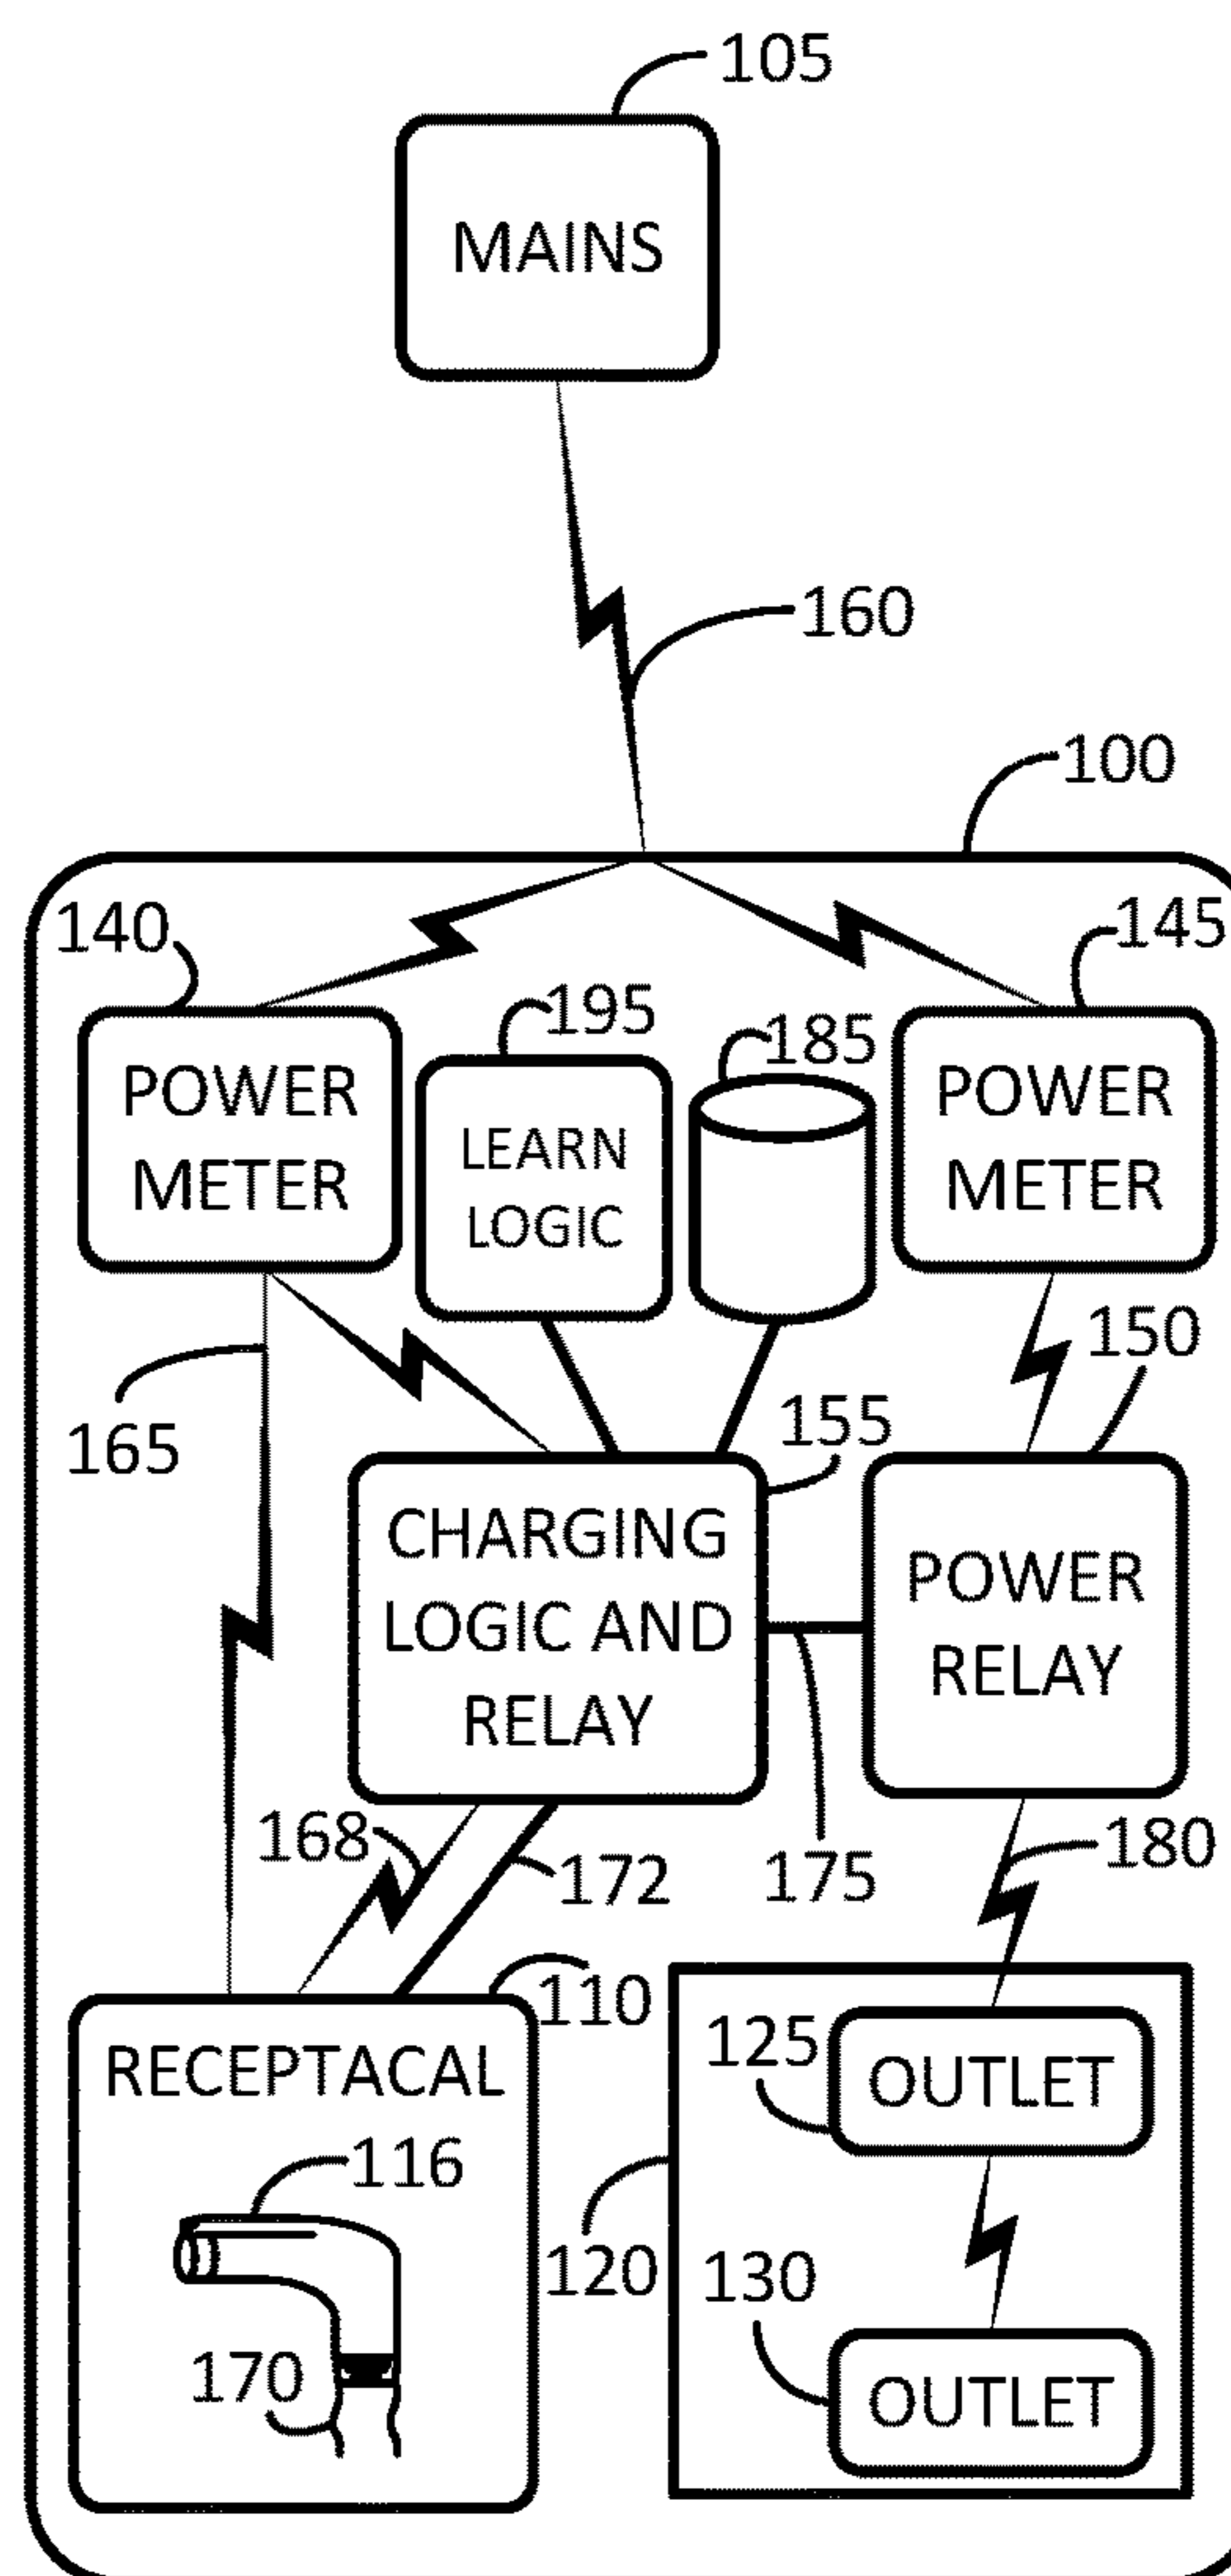 105
MAINS
160
100
140
145
195
185
POWER
METER
LEARN
LOGIC
POWER
METER
150
165
155
CHARGING
LOGIC AND
RELAY
POWER
RELAY
168
172
175
180
110
RECEPTACAL
125
OUTLET
116
120
130
170
OUTLET